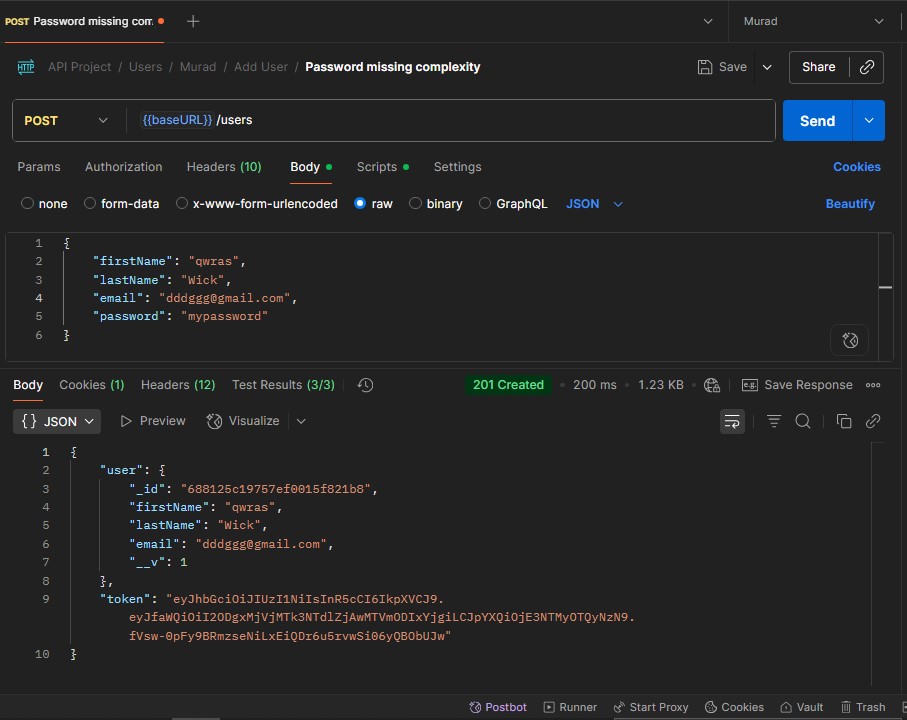 POST Password missing com
Murad
HTTP API Project / Users / Murad / Add User / Password missing complexity
Save
Share
POST
{{baseURL}} /users
Send
Params Authorization Headers (10) Body Scripts Settings Cookies
none form-data x-www-form-urlencoded raw binary GraphQL JSON Beautify
1 {
2 "firstName": "qwras",
3 "lastName": "Wick",
4 "email": "dddggg@gmail.com",
5 "password": "mypassword"
6 }
Body Cookies (1) Headers (12) Test Results (3/3) 201 Created • 200 ms • 1.23 KB • e.g. Save Response
{} JSON Preview Visualize
1 {
2 "user": {
3 "_id": "688125c19757ef0015f821b8",
4 "firstName": "qwras",
5 "lastName": "Wick",
6 "email": "dddggg@gmail.com",
7 "__v": 1
8 },
9 "token": "eyJhbGciOiJIUzI1NiIsInR5cCI6IkpXVCJ9.
eyJfaWQiOiI2ODgxMjVjMTk3NTdlZjAwMTVmODIxYjgiLCJpYXQiOjE3NTMyOTQyNzN9.
fVsw-0pFy9BRmzseNiLxEiQDr6u5rvwSi06yQBObUJw"
10 }
Postbot Runner Start Proxy Cookies Vault Trash